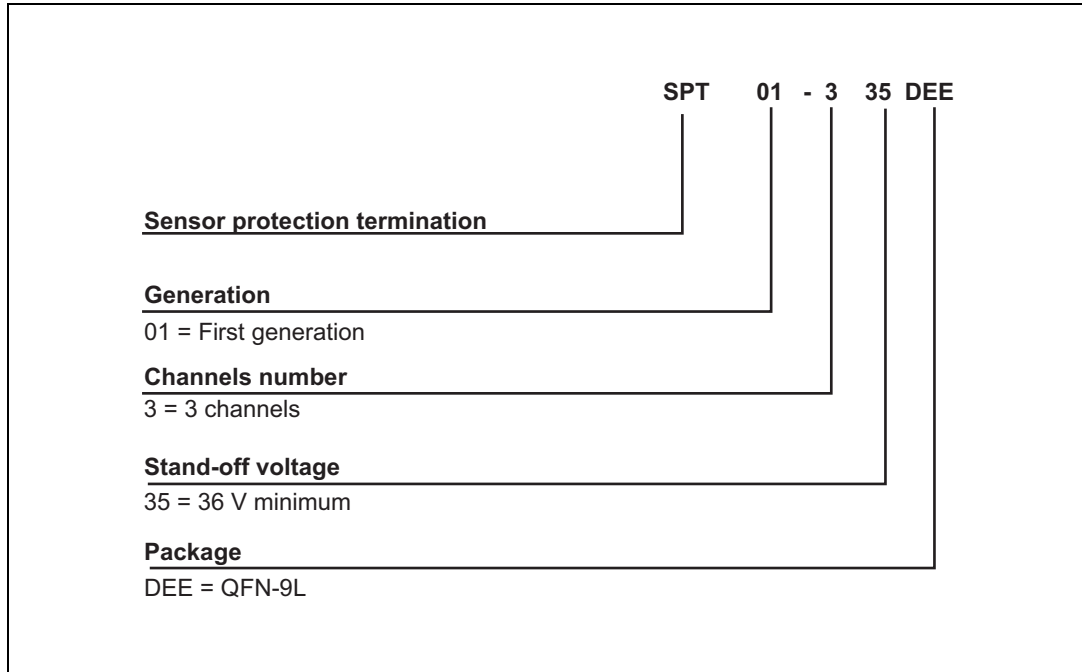 SPT 01 - 3 35 DEE
Sensor protection termination
Generation
01 = First generation
Channels number
3 = 3 channels
Stand-off voltage
35 = 36 V minimum
Package
DEE = QFN-9L